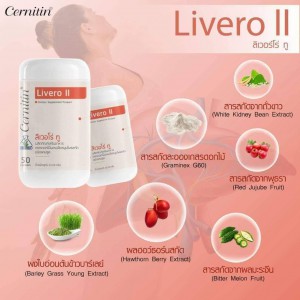 Cernitin®
Livero II
ลิเวอร์โร่ ทู
Livero II
Cernitin
ลิเวอร์โร่ ทู
30
Livero II
สารสกัดจากถั่วขาว
(White Kidney Bean Extract)
สารสกัดละอองเกสรดอกไม้
(Graminex G60)
สารสกัดจากพุทรา
(Red Jujube Fruit)
ผงใบอ่อนต้นข้าวบาร์เลย์
(Barley Grass Young Extract)
ผลฮอว์ธอร์นสกัด
(Hawthorn Berry Extract)
สารสกัดจากผลมะระจีน
(Bitter Melon Fruit)